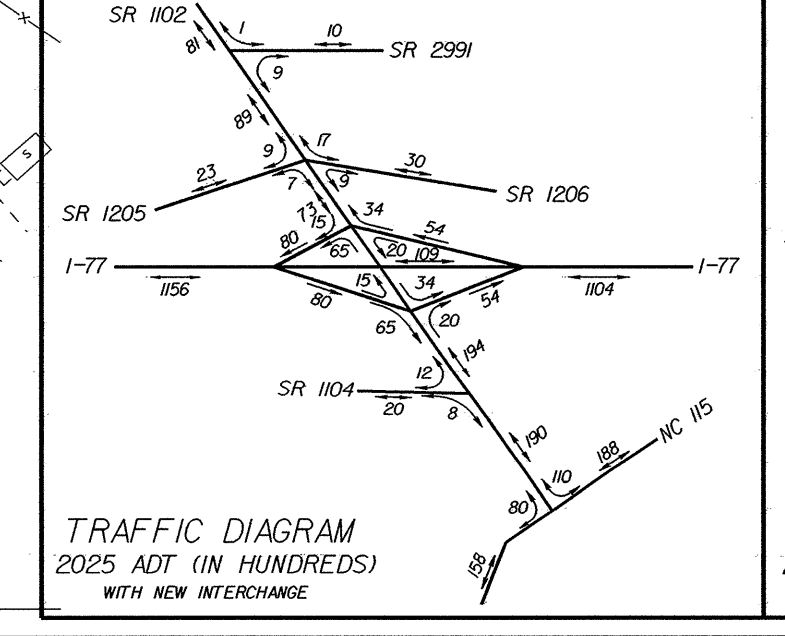 SR 1102
1
10
SR 2991
81
9
89
17
9
30
23
7
9
SR 1206
SR 1205
73
15
34
54
80
65
20
109
I-77
I-77
1156
15
34
1104
80
54
65
20
194
12
SR 1104
20
8
190
NC 115
188
110
80
158
TRAFFIC DIAGRAM
2025 ADT (IN HUNDREDS)
WITH NEW INTERCHANGE
S
X